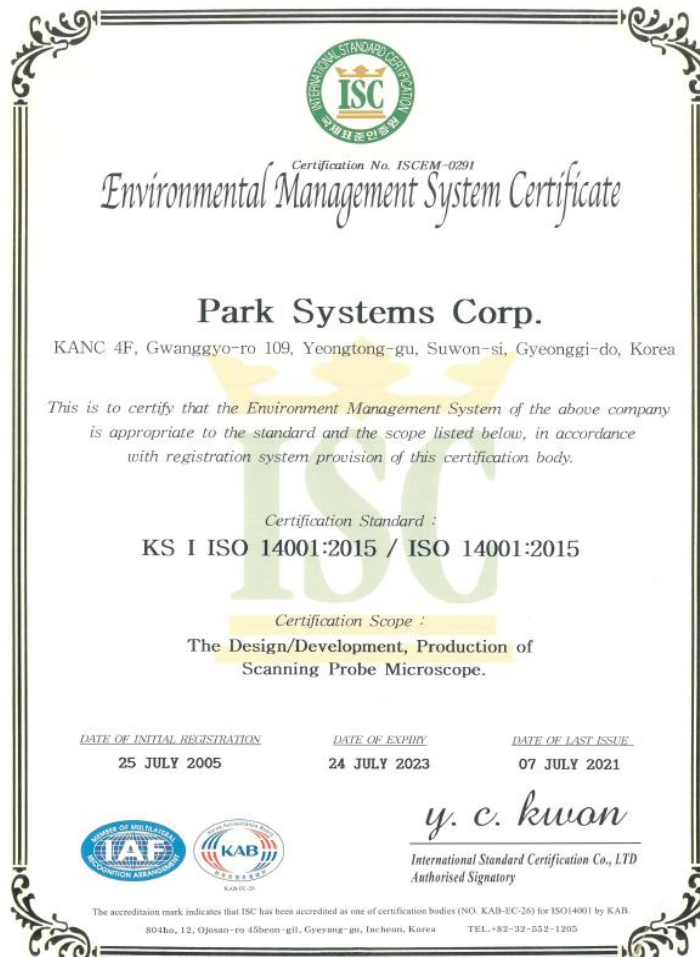 INTERNATIONAL STANDARD CERTIFICATION
ISC
국제표준인증원
Certification No. ISCEM-0291
Environmental Management System Certificate
Park Systems Corp.
KANC 4F, Gwanggyo-ro 109, Yeongtong-gu, Suwon-si, Gyeonggi-do, Korea
This is to certify that the Environment Management System of the above company
is appropriate to the standard and the scope listed below, in accordance
with registration system provision of this certification body.
ISC
Certification Standard :
KS I ISO 14001:2015 / ISO 14001:2015
Certification Scope :
The Design/Development, Production of
Scanning Probe Microscope.
DATE OF INITIAL REGISTRATION DATE OF EXPIRY DATE OF LAST ISSUE
25 JULY 2005 24 JULY 2023 07 JULY 2021
y. c. kwon
MEMBER OF MULTILATERAL
IAF
RECOGNITION ARRANGEMENT
Korea Accreditation Board
KAB
KAB-EC-26
International Standard Certification Co., LTD
Authorised Signatory
The accreditaion mark indicates that ISC has been accredited as one of certification bodies (NO. KAB-EC-26) for ISO14001 by KAB.
804ho, 12, Ojosan-ro 45beon-gil, Gyeyang-gu, Incheon, Korea TEL.+82-32-552-1205